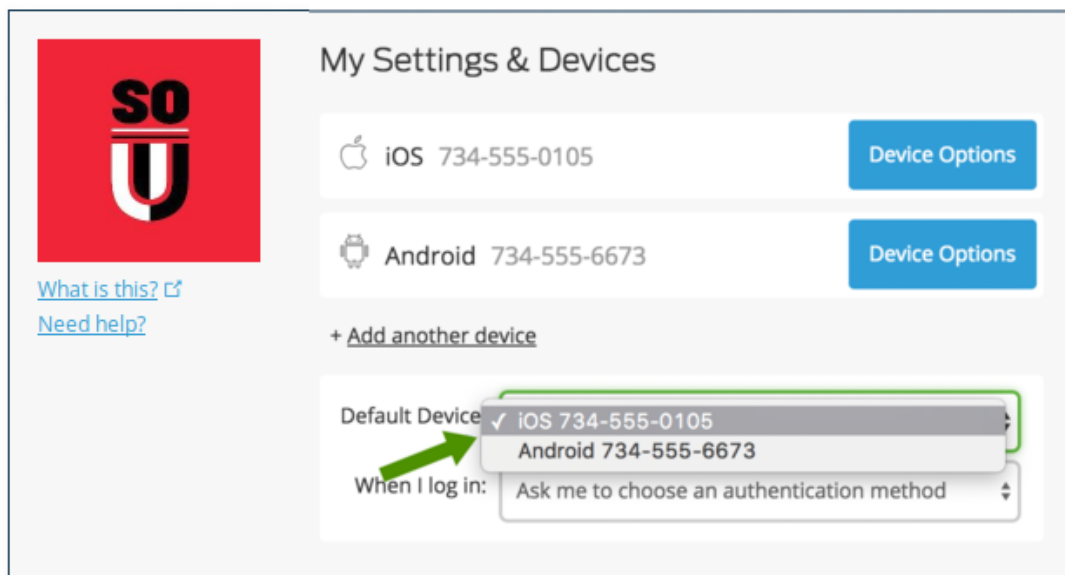 SO
U
What is this?
Need help?
My Settings & Devices
iOS 734-555-0105
Device Options
Android 734-555-6673
Device Options
+ Add another device
Default Device
✓ iOS 734-555-0105
Android 734-555-6673
When I log in:
Ask me to choose an authentication method